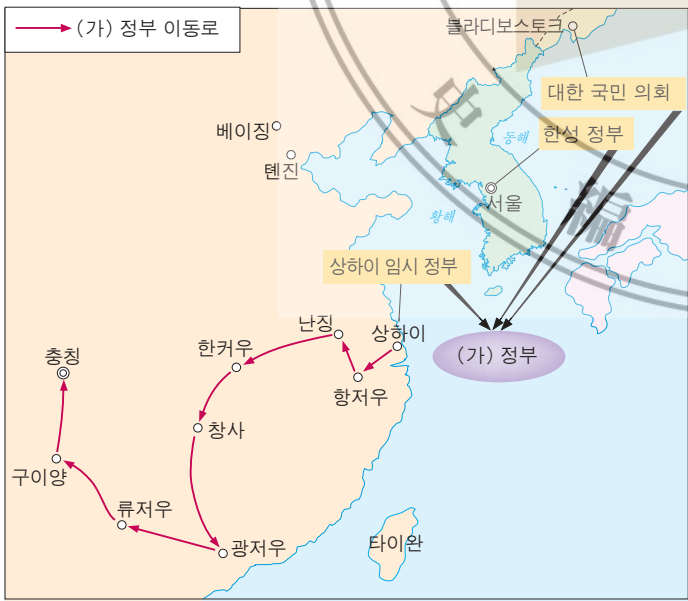 (가) 정부 이동로
블라디보스토크
대한 국민 의회
베이징
동해
한성 정부
톈진
서울
황해
상하이 임시 정부
난징
상하이
한커우
(가) 정부
충칭
항저우
창사
구이양
류저우
광저우
타이완
史
編